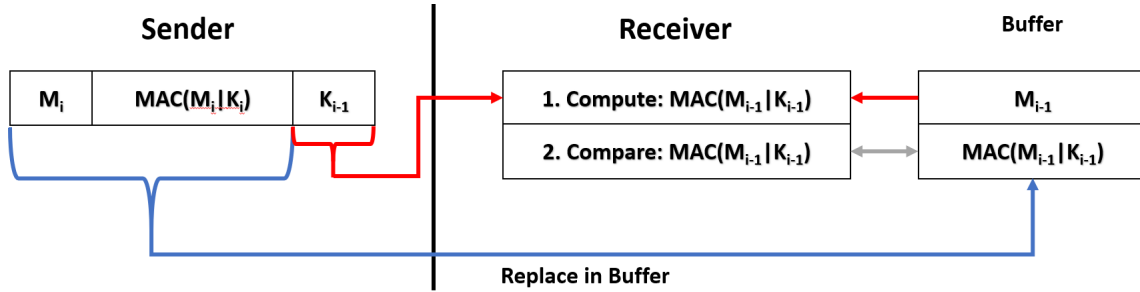 Sender
Receiver
Buffer
Mᵢ
MAC(Mᵢ|Kᵢ)
Kᵢ₋₁
1. Compute: MAC(Mᵢ₋₁|Kᵢ₋₁)
Mᵢ₋₁
2. Compare: MAC(Mᵢ₋₁|Kᵢ₋₁)
MAC(Mᵢ₋₁|Kᵢ₋₁)
Replace in Buffer